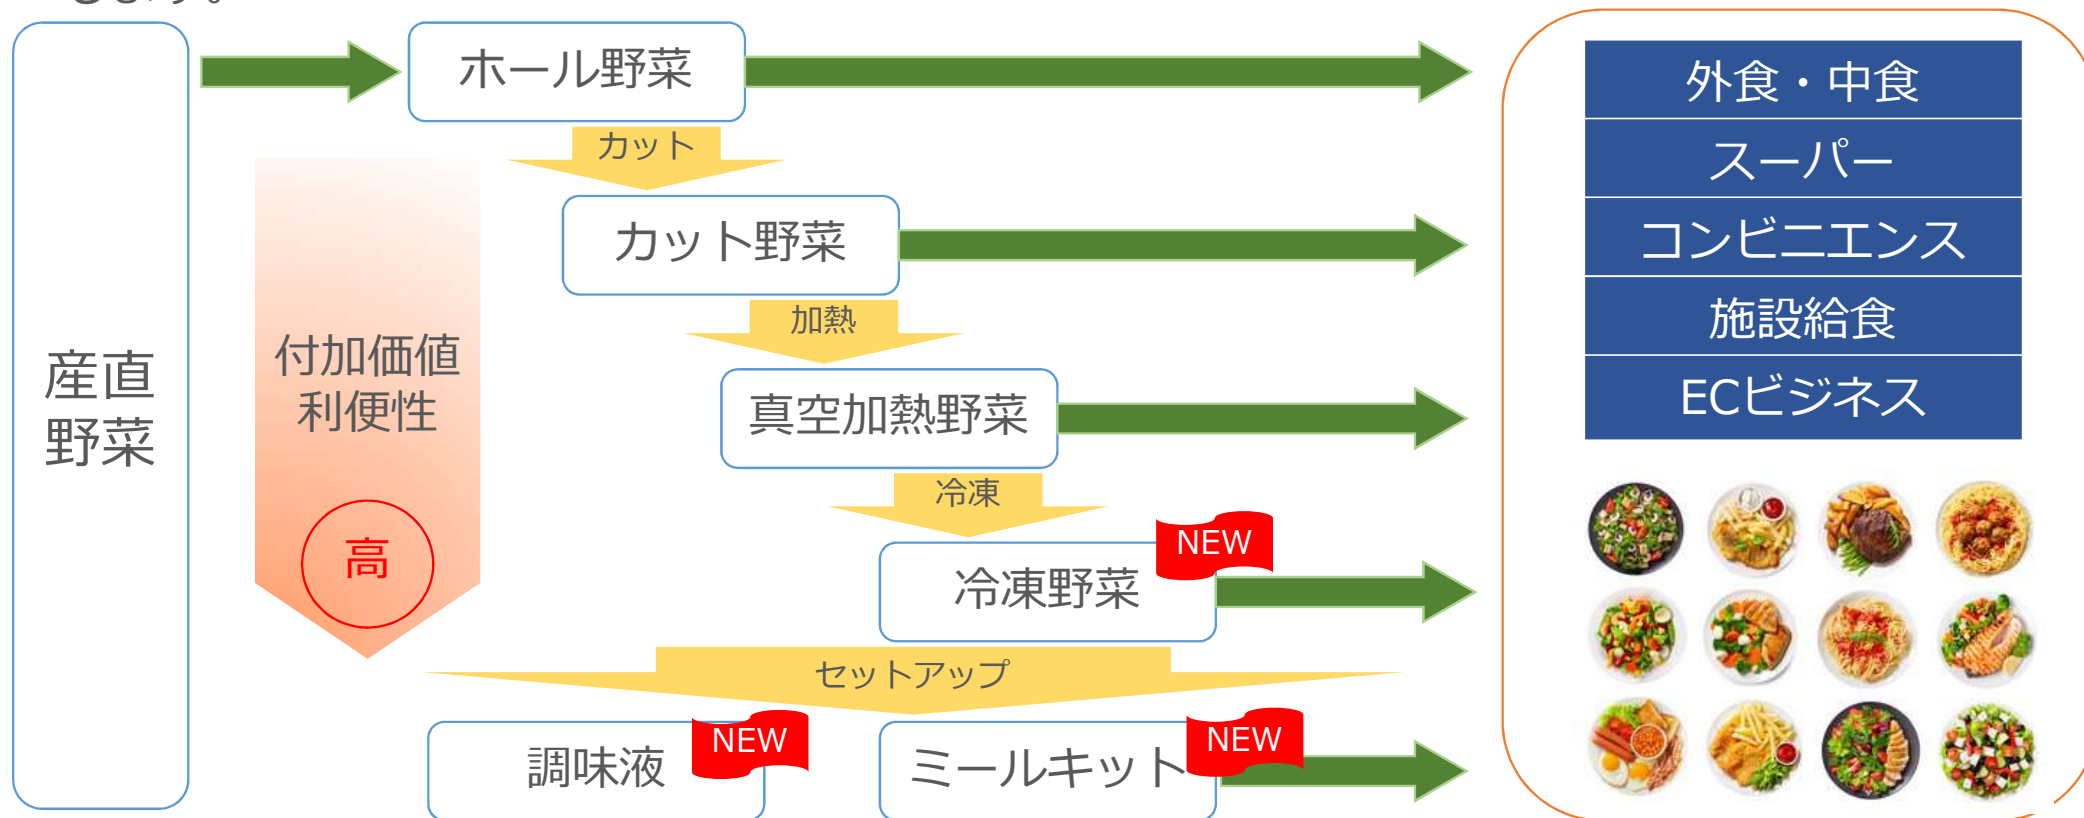 します。
産直
野菜
ホール野菜
カット
カット野菜
加熱
真空加熱野菜
冷凍
冷凍野菜
NEW
セットアップ
調味液
NEW
ミールキット
NEW
付加価値
利便性
高
外食・中食
スーパー
コンビニエンス
施設給食
ECビジネス